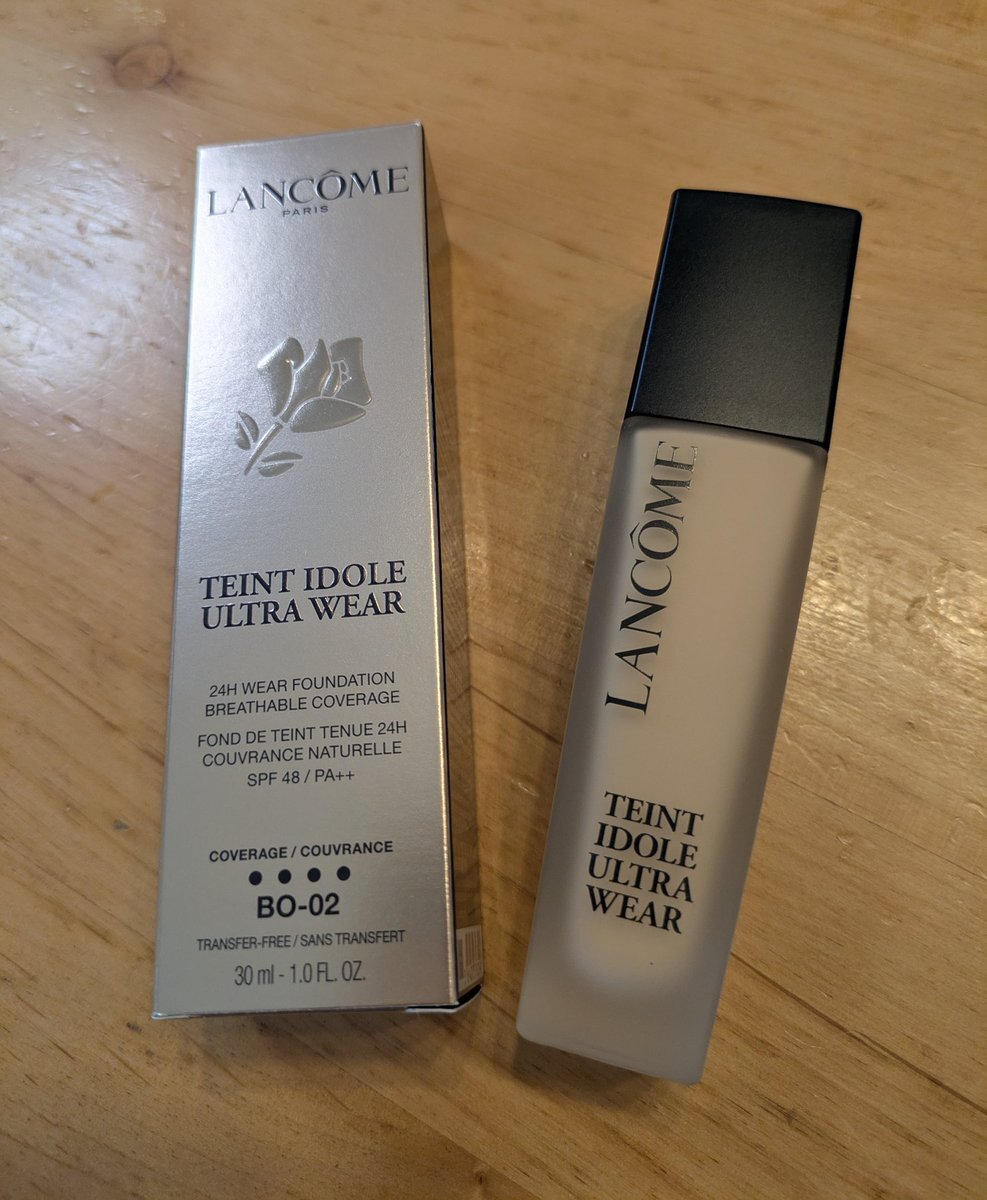 LANCÔME
PARIS
TEINT IDOLE
ULTRA WEAR
24H WEAR FOUNDATION
BREATHABLE COVERAGE
FOND DE TEINT TENUE 24H
COUVRANCE NATURELLE
SPF 48 / PA++
COVERAGE / COUVRANCE
BO-02
TRANSFER-FREE / SANS TRANSFERT
30 ml - 1.0 FL. OZ.
LANCÔME
TEINT
IDOLE
ULTRA
WEAR